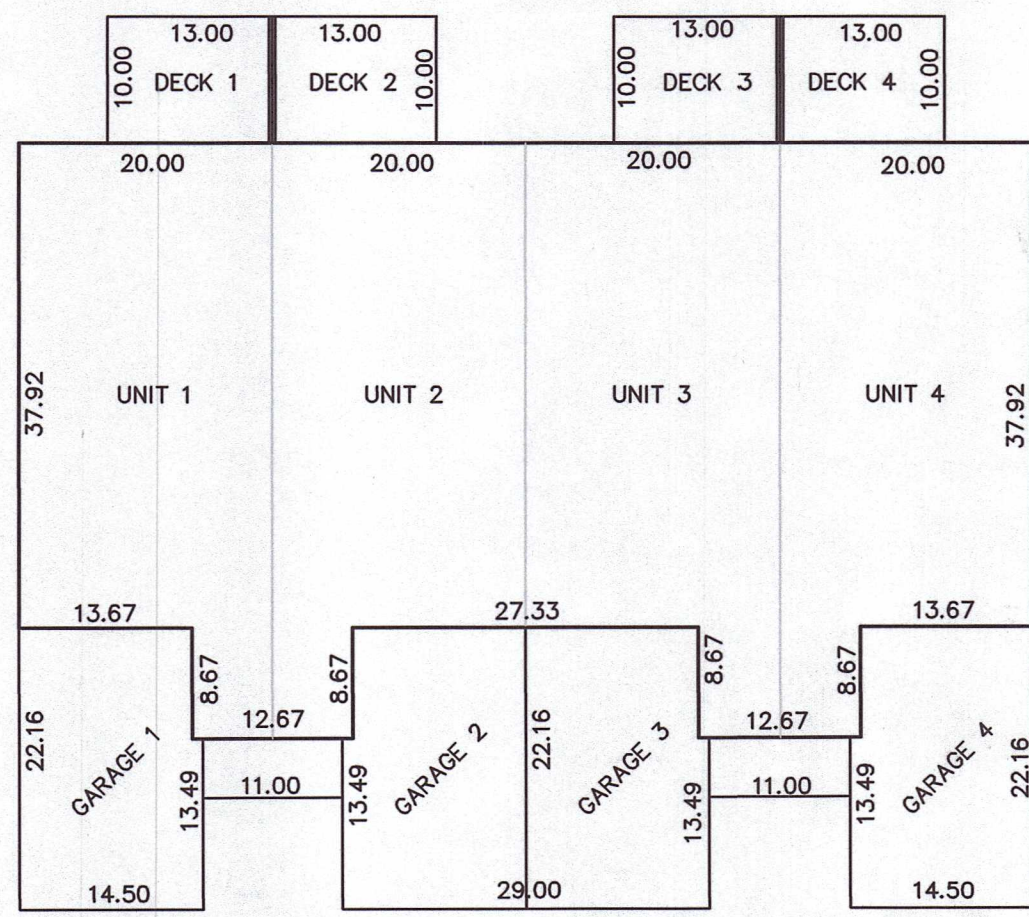 13.00 13.00 13.00 13.00
10.00 DECK 1 DECK 2 10.00 10.00 DECK 3 DECK 4 10.00
20.00 20.00 20.00 20.00
37.92 UNIT 1 UNIT 2 UNIT 3 UNIT 4 37.92
13.67 27.33 13.67
8.67 8.67 8.67 8.67
12.67 12.67
22.16 GARAGE 1 GARAGE 2 22.16 GARAGE 3 GARAGE 4 22.16
13.49 11.00 13.49 13.49 11.00 13.49
14.50 29.00 14.50